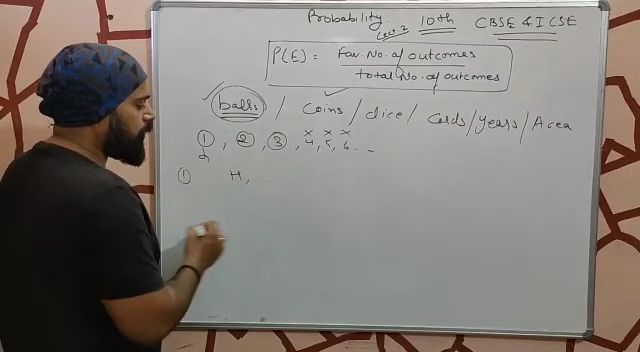 Probability. 10th CBSE & ICSE
Lect. 2
P(E) = Fav. No. of outcomes
total No. of outcomes
balls / Coins / dice / Cards / years / Area
1, 2, 3, 4, 5, 6. -
1 H,